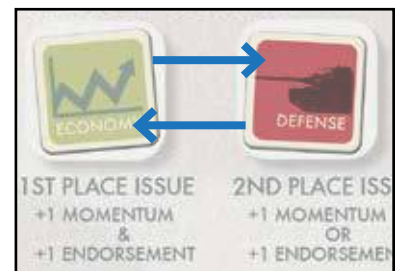 ECONOM
DEFENSE
1ST PLACE ISSUE
+1 MOMENTUM
&
+1 ENDORSEMENT
2ND PLACE ISS
+1 MOMENTUM
OR
+1 ENDORSEMEN